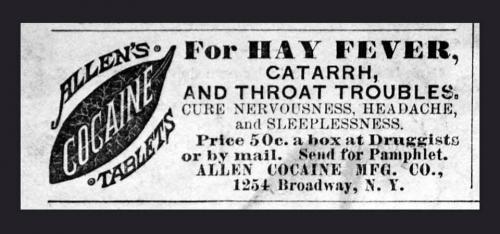 ALLEN'S
COCAINE
TABLETS
For HAY FEVER,
CATARRH,
AND THROAT TROUBLES.
CURE NERVOUSNESS, HEADACHE,
and SLEEPLESSNESS.
Price 50c. a box at Druggists
or by mail. Send for Pamphlet.
ALLEN COCAINE MFG. CO.,
1254 Broadway, N. Y.